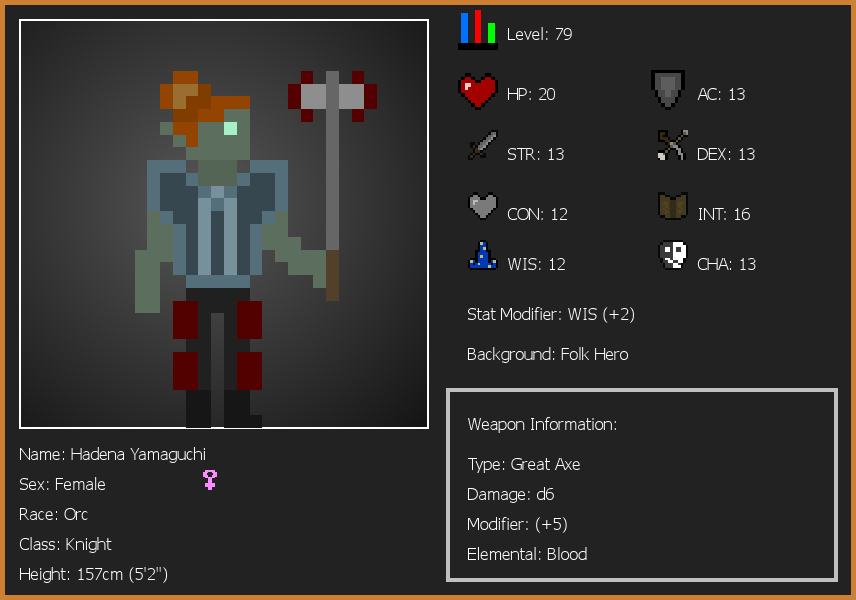 Level: 79
HP: 20
AC: 13
STR: 13
DEX: 13
CON: 12
INT: 16
WIS: 12
CHA: 13
Stat Modifier: WIS (+2)
Background: Folk Hero
Weapon Information:
Type: Great Axe
Damage: d6
Modifier: (+5)
Elemental: Blood
Name: Hadena Yamaguchi
Sex: Female
Race: Orc
Class: Knight
Height: 157cm (5'2")